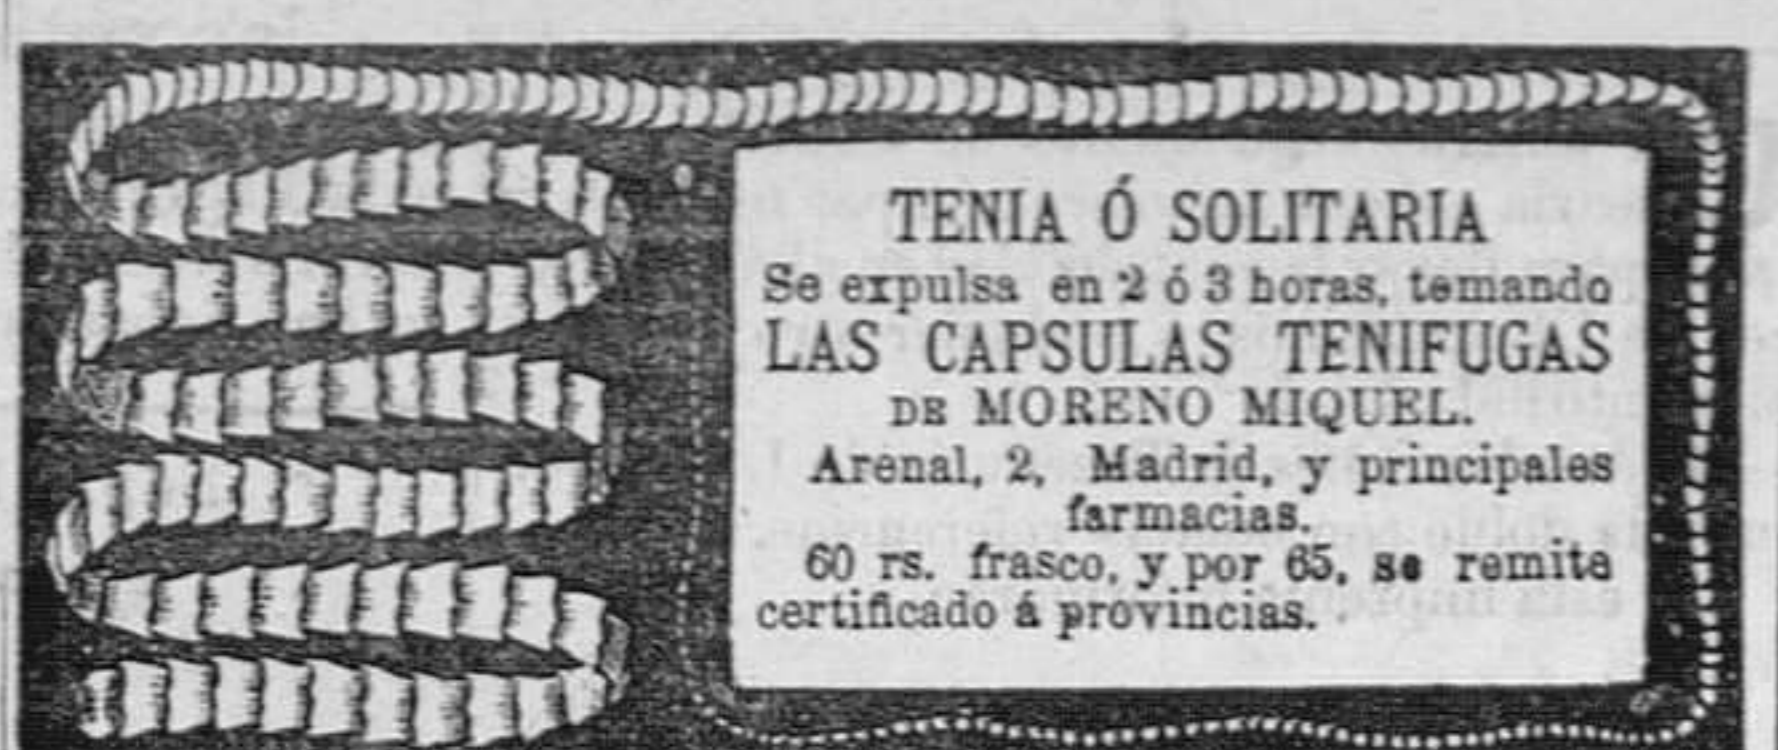 TENIA Ó SOLITARIA
Se expulsa en 2 ó 3 horas, temando
LAS CAPSULAS TENIFUGAS
DE MORENO MIQUEL.
Arenal, 2, Madrid, y principales
farmacias.
60 rs. frasco, y por 65, se remite
certificado á provincias.